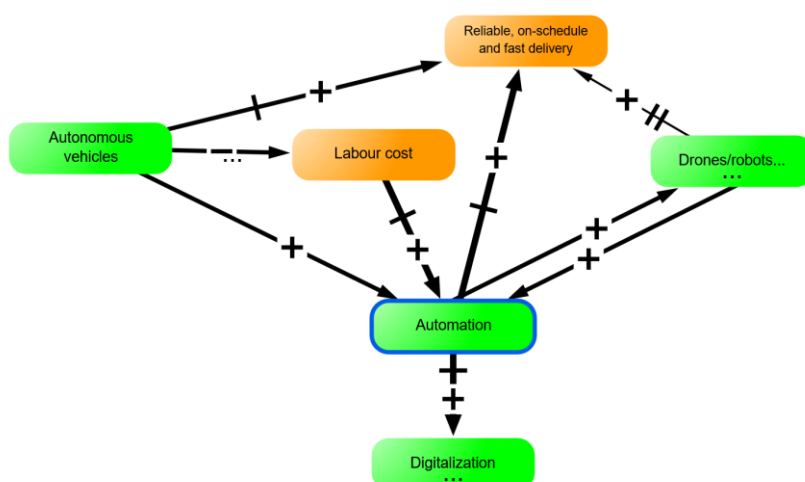 Reliable, on-schedule
and fast delivery
+
+
Autonomous
vehicles
...
Labour cost
+
Drones/robots...
...
+
+
+
+
Automation
+
Digitalization
...